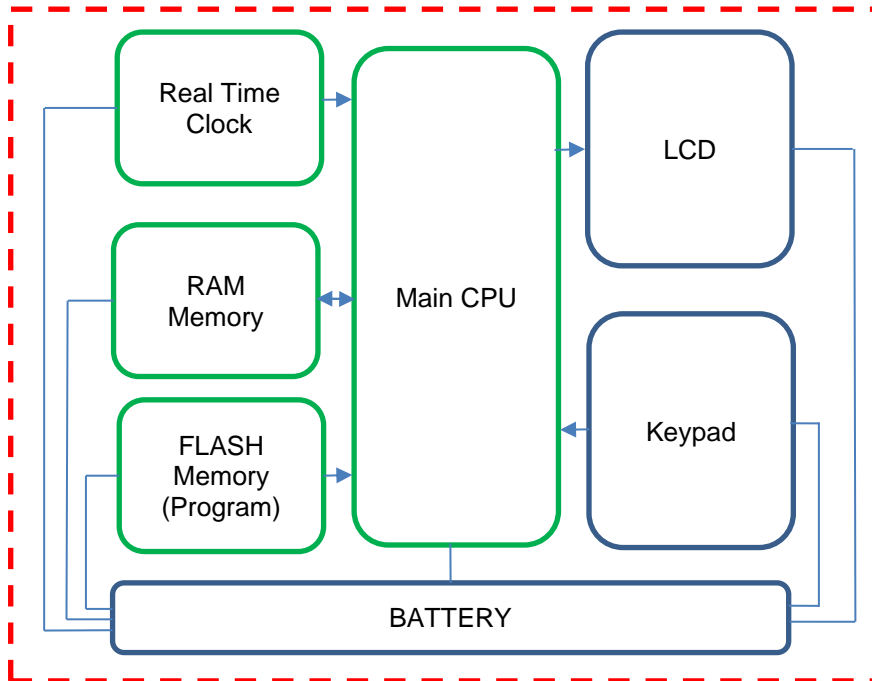 Real Time
Clock
RAM
Memory
FLASH
Memory
(Program)
Main CPU
LCD
Keypad
BATTERY